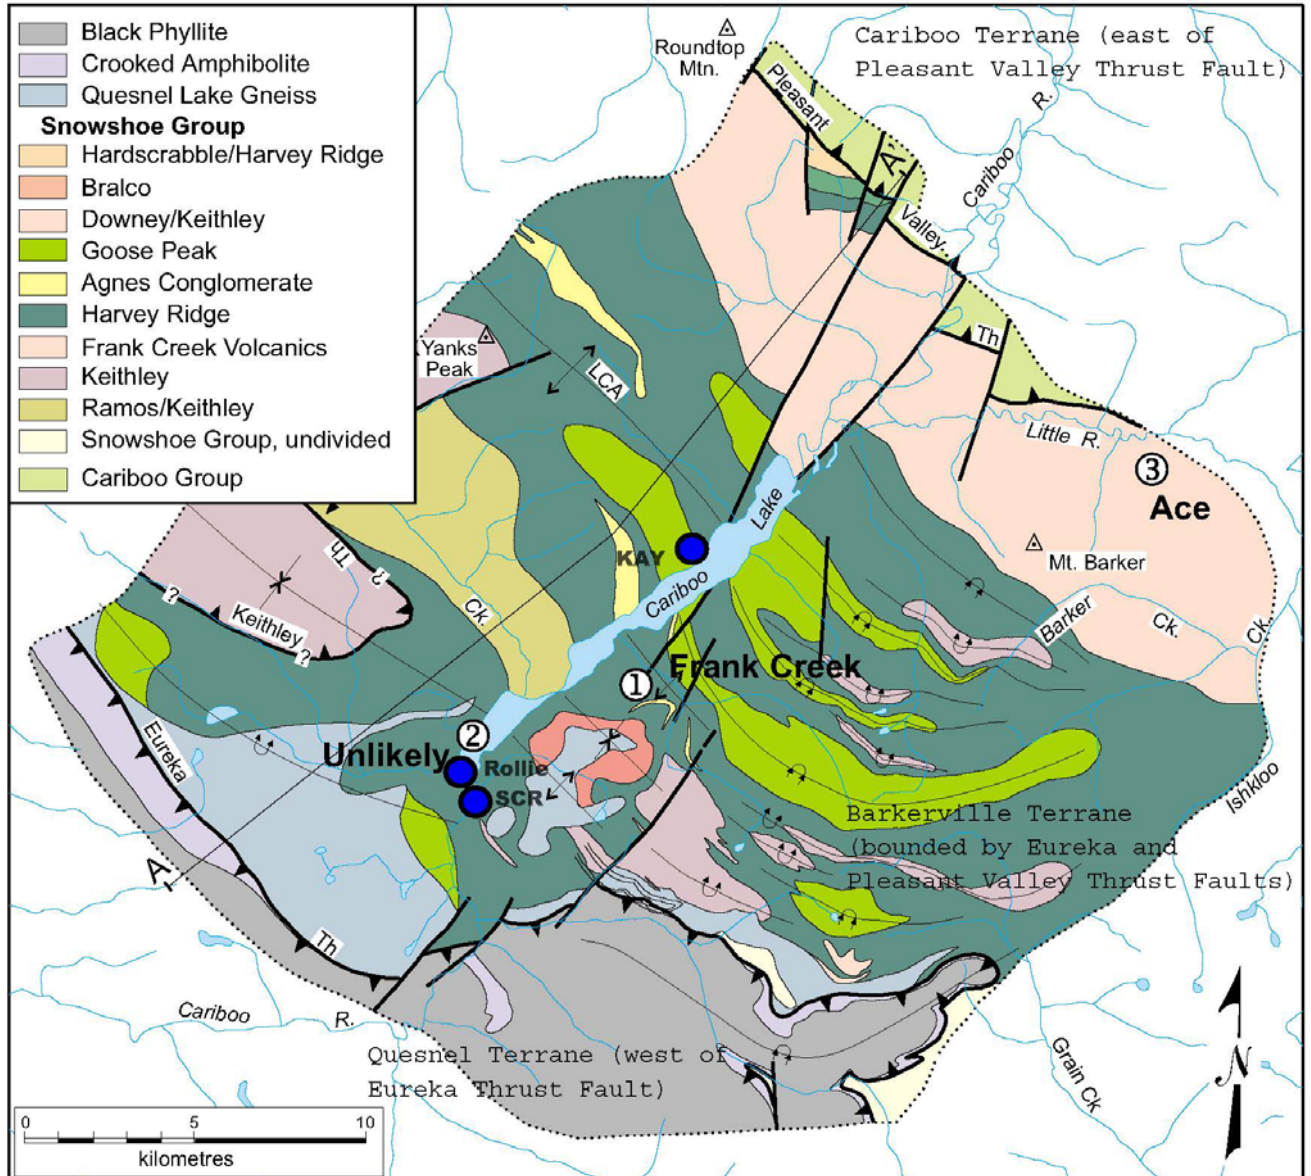 Black Phyllite
Crooked Amphibolite
Quesnel Lake Gneiss
Snowshoe Group
Hardscrabble/Harvey Ridge
Bralco
Downey/Keithley
Goose Peak
Agnes Conglomerate
Harvey Ridge
Frank Creek Volcanics
Keithley
Ramos/Keithley
Snowshoe Group, undivided
Cariboo Group
Roundtop
Mtn.
Cariboo Terrane (east of
Pleasant Valley Thrust Fault)
Pleasant
Valley
Th
A'
Cariboo
R.
Yanks
Peak
LCA
Little R.
3
Ace
Mt. Barker
Barker
Ck.
Ck.
Ishkloo
Lake
Cariboo
KAY
Th
?
?
Keithley
?
Ck.
1
Frank Creek
2
Unlikely
Rollie
SCR
Eureka
Th
A
Barkerville Terrane
(bounded by Eureka and
Pleasant Valley Thrust Faults)
Cariboo
R.
Quesnel Terrane (west of
Eureka Thrust Fault)
Grain Ck
N
0 5 10
kilometres